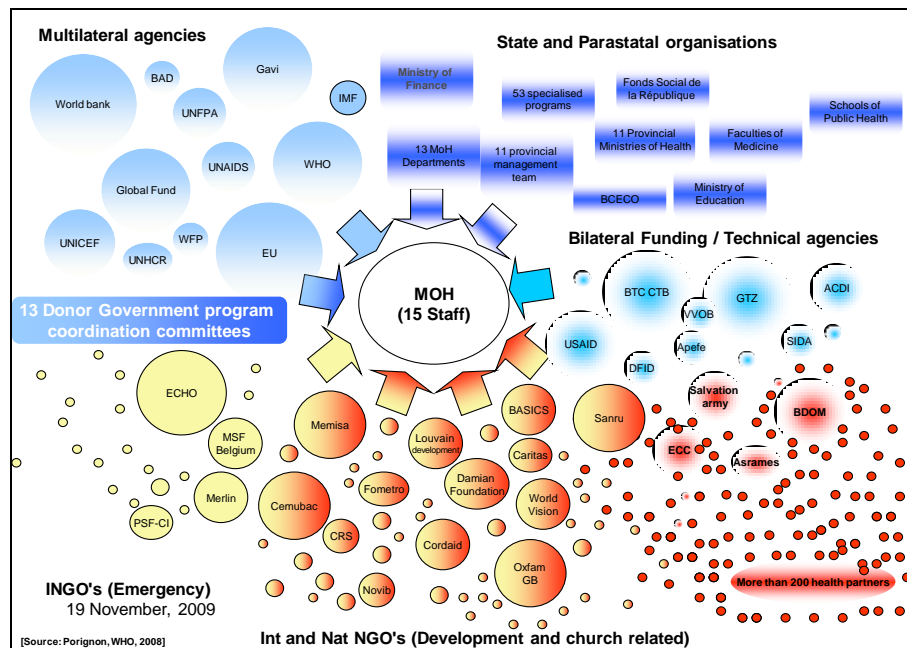 Multilateral agencies
State and Parastatal organisations
Gavi
BAD
World bank
UNFPA
IMF
UNAIDS
WHO
Global Fund
UNICEF
WFP
UNHCR
EU
Ministry of
Finance
53 specialised
programs
Fonds Social de
la République
Schools of
Public Health
13 MoH
Departments
11 provincial
management
team
11 Provincial
Ministries of Health
Faculties of
Medicine
BCECO
Ministry of
Education
Bilateral Funding / Technical agencies
MOH
(15 Staff)
13 Donor Government program
coordination committees
BTC CTB
GTZ
ACDI
VVOB
USAID
Apefe
SIDA
DFID
Salvation
army
BDOM
ECC
Asrames
ECHO
MSF
Belgium
Merlin
PSF-CI
Memisa
Louvain
development
BASICS
Sanru
Caritas
Fometro
Damian
Foundation
World
Vision
Cemubac
CRS
Cordaid
Oxfam
GB
Novib
More than 200 health partners
INGO's (Emergency)
19 November, 2009
Int and Nat NGO's (Development and church related)
[Source: Porignon, WHO, 2008]